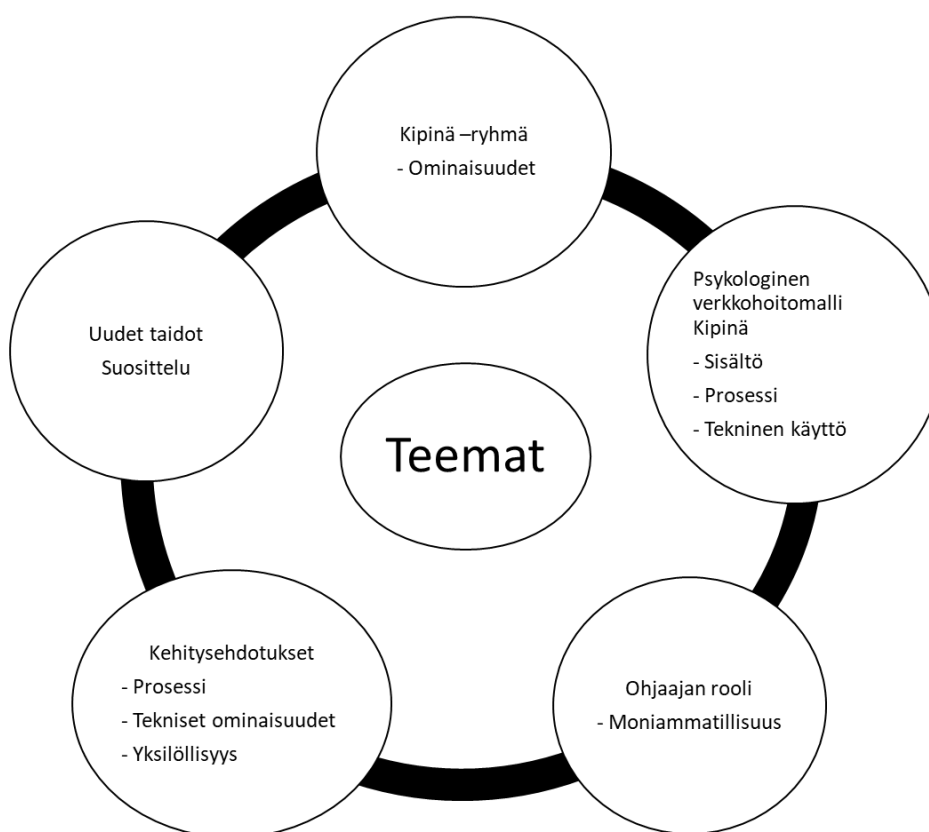 Kipinä –ryhmä
- Ominaisuudet
Psykologinen
verkkohoitomalli
Kipinä
- Sisältö
- Prosessi
- Tekninen käyttö
Ohjaajan rooli
- Moniammatillisuus
Kehitysehdotukset
- Prosessi
- Tekniset ominaisuudet
- Yksilöllisyys
Uudet taidot
Suosittelu
Teemat